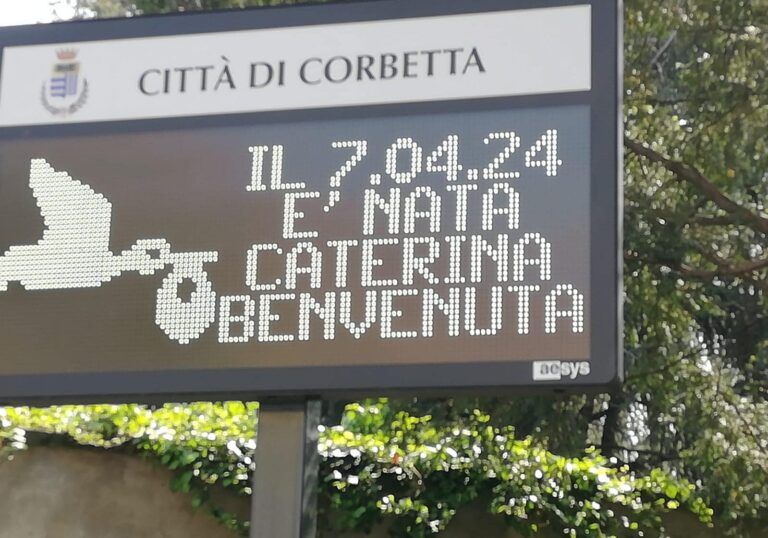 CITTÀ DI CORBETTA
IL 7.04.24
E' NATA
CATERINA
BENVENUTA
aesys